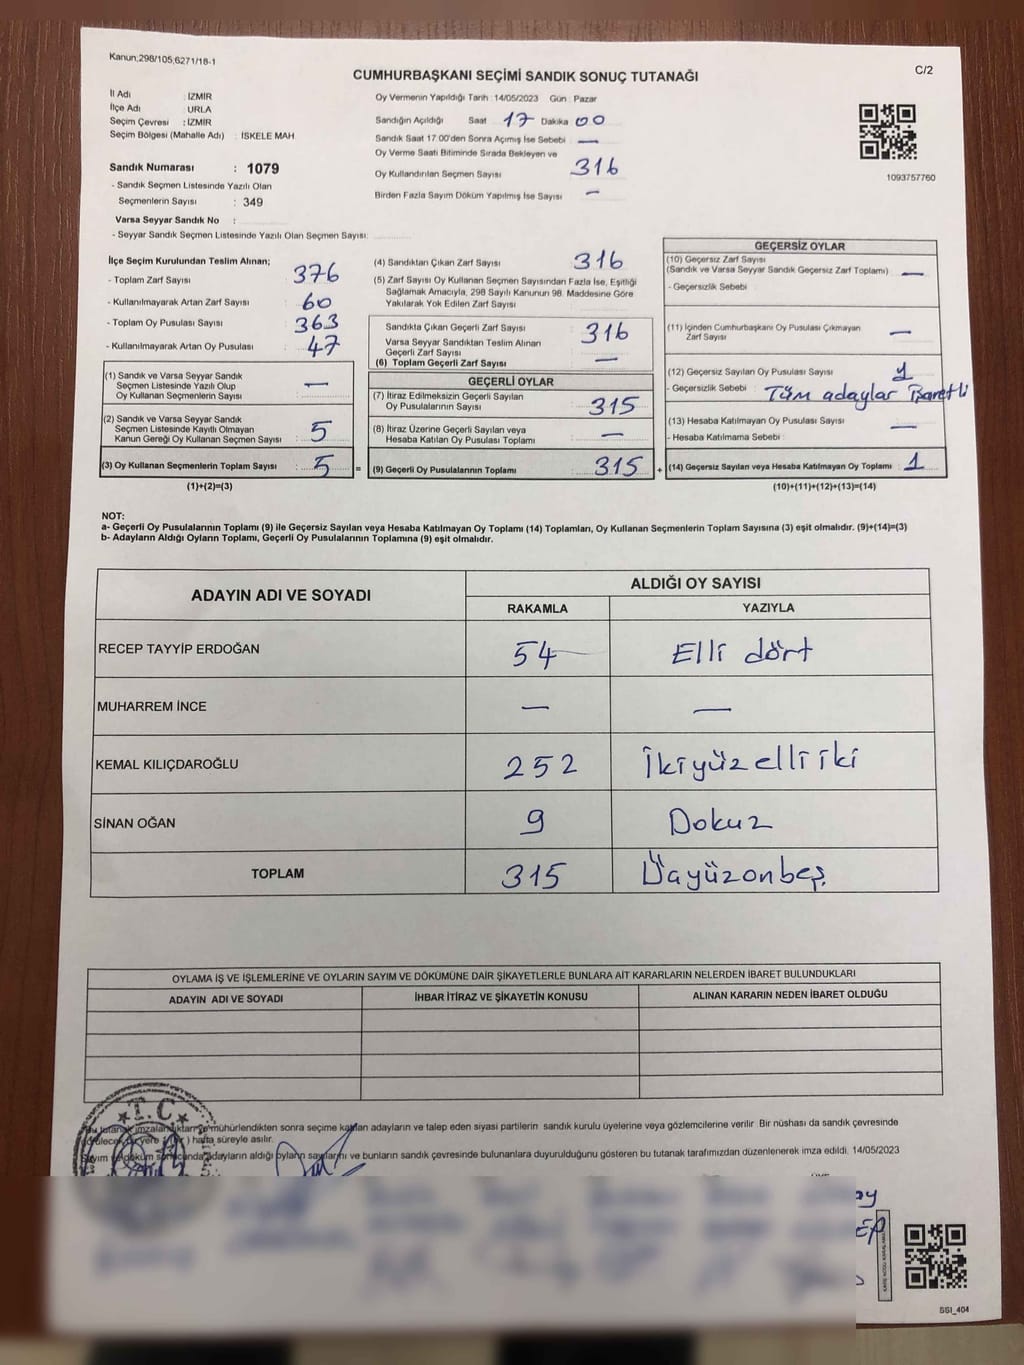 Kanun;298/105,6271/18-1
C/2
CUMHURBAŞKANI SEÇİMİ SANDIK SONUÇ TUTANAĞI
İl Adı : İZMİR
İlçe Adı : URLA
Seçim Çevresi : İZMİR
Seçim Bölgesi (Mahalle Adı) : İSKELE MAH
Sandık Numarası : 1079
- Sandık Seçmen Listesinde Yazılı Olan
Seçmenlerin Sayısı : 349
Varsa Seyyar Sandık No :
- Seyyar Sandık Seçmen Listesinde Yazılı Olan Seçmen Sayısı:
Oy Vermenin Yapıldığı Tarih :14/05/2023 Gün : Pazar
Sandığın Açıldığı Saat 17 Dakika 00
Sandık Saat 17:00'den Sonra Açımış İse Sebebi : —
Oy Verme Saati Bitiminde Sırada Bekleyen ve
Oy Kullandırılan Seçmen Sayısı 316
Birden Fazla Sayım Döküm Yapılmış İse Sayısı —
1093757760
İlçe Seçim Kurulundan Teslim Alınan;
- Toplam Zarf Sayısı 376
- Kullanılmayarak Artan Zarf Sayısı : 60
- Toplam Oy Pusulası Sayısı 363
- Kullanılmayarak Artan Oy Pusulası : 47
(1) Sandık ve Varsa Seyyar Sandık
Seçmen Listesinde Yazılı Olup
Oy Kullanan Seçmenlerin Sayısı : —
(2) Sandık ve Varsa Seyyar Sandık
Seçmen Listesinde Kayıtlı Olmayan
Kanun Gereği Oy Kullanan Seçmen Sayısı : 5
(3) Oy Kullanan Seçmenlerin Toplam Sayısı : 5 =
(1)+(2)=(3)
(4) Sandıktan Çıkan Zarf Sayısı 316
(5) Zarf Sayısı Oy Kullanan Seçmen Sayısından Fazla İse, Eşitliği
Sağlamak Amacıyla, 298 Sayılı Kanunun 98. Maddesine Göre
Yakılarak Yok Edilen Zarf Sayısı
Sandıkta Çıkan Geçerli Zarf Sayısı 316
Varsa Seyyar Sandıktan Teslim Alınan
Geçerli Zarf Sayısı
(6) Toplam Geçerli Zarf Sayısı —
GEÇERLİ OYLAR
(7) İtiraz Edilmeksizin Geçerli Sayılan
Oy Pusulalarının Sayısı : 315
(8) İtiraz Üzerine Geçerli Sayılan veya
Hesaba Katılan Oy Pusulası Toplamı : —
(9) Geçerli Oy Pusulalarının Toplamı : 315 +
GEÇERSİZ OYLAR
(10) Geçersiz Zarf Sayısı
(Sandık ve Varsa Seyyar Sandık Geçersiz Zarf Toplamı) : —
- Geçersizlik Sebebi :
(11) İçinden Cumhurbaşkanı Oy Pusulası Çıkmayan
Zarf Sayısı : —
(12) Geçersiz Sayılan Oy Pusulası Sayısı : 1
- Geçersizlik Sebebi : Tüm adaylar İşaretli
(13) Hesaba Katılmayan Oy Pusulası Sayısı : —
- Hesaba Katılmama Sebebi :
(14) Geçersiz Sayılan veya Hesaba Katılmayan Oy Toplamı : 1
(10)+(11)+(12)+(13)=(14)
NOT:
a- Geçerli Oy Pusulalarının Toplamı (9) ile Geçersiz Sayılan veya Hesaba Katılmayan Oy Toplamı (14) Toplamları, Oy Kullanan Seçmenlerin Toplam Sayısına (3) eşit olmalıdır. (9)+(14)=(3)
b- Adayların Aldığı Oyların Toplamı, Geçerli Oy Pusulalarının Toplamına (9) eşit olmalıdır.
ADAYIN ADI VE SOYADI
ALDIĞI OY SAYISI
RAKAMLA YAZIYLA
RECEP TAYYİP ERDOĞAN 54 Elli dört
MUHARREM İNCE — —
KEMAL KILIÇDAROĞLU 252 İkiyüzelliiki
SİNAN OĞAN 9 Dokuz
TOPLAM 315 Üayüzonbeş
OYLAMA İŞ VE İŞLEMLERİNE VE OYLARIN SAYIM VE DÖKÜMÜNE DAİR ŞİKAYETLERLE BUNLARA AİT KARARLARIN NELERDEN İBARET BULUNDUKLARI
ADAYIN ADI VE SOYADI İHBAR İTİRAZ VE ŞİKAYETİN KONUSU ALINAN KARARIN NEDEN İBARET OLDUĞU
T.C.
Bu tutanak mühürlendikten sonra seçime katılan adayların ve talep eden siyasi partilerin sandık kurulu üyelerine veya gözlemcilerine verilir. Bir nüshası da sandık çevresinde
hafta süreyle asılır.
adayların aldığı oyların sayılarını ve bunların sandık çevresinde bulunanlara duyurulduğunu gösteren bu tutanak tarafımızdan düzenlenerek imza edildi. 14/05/2023
SSI_404